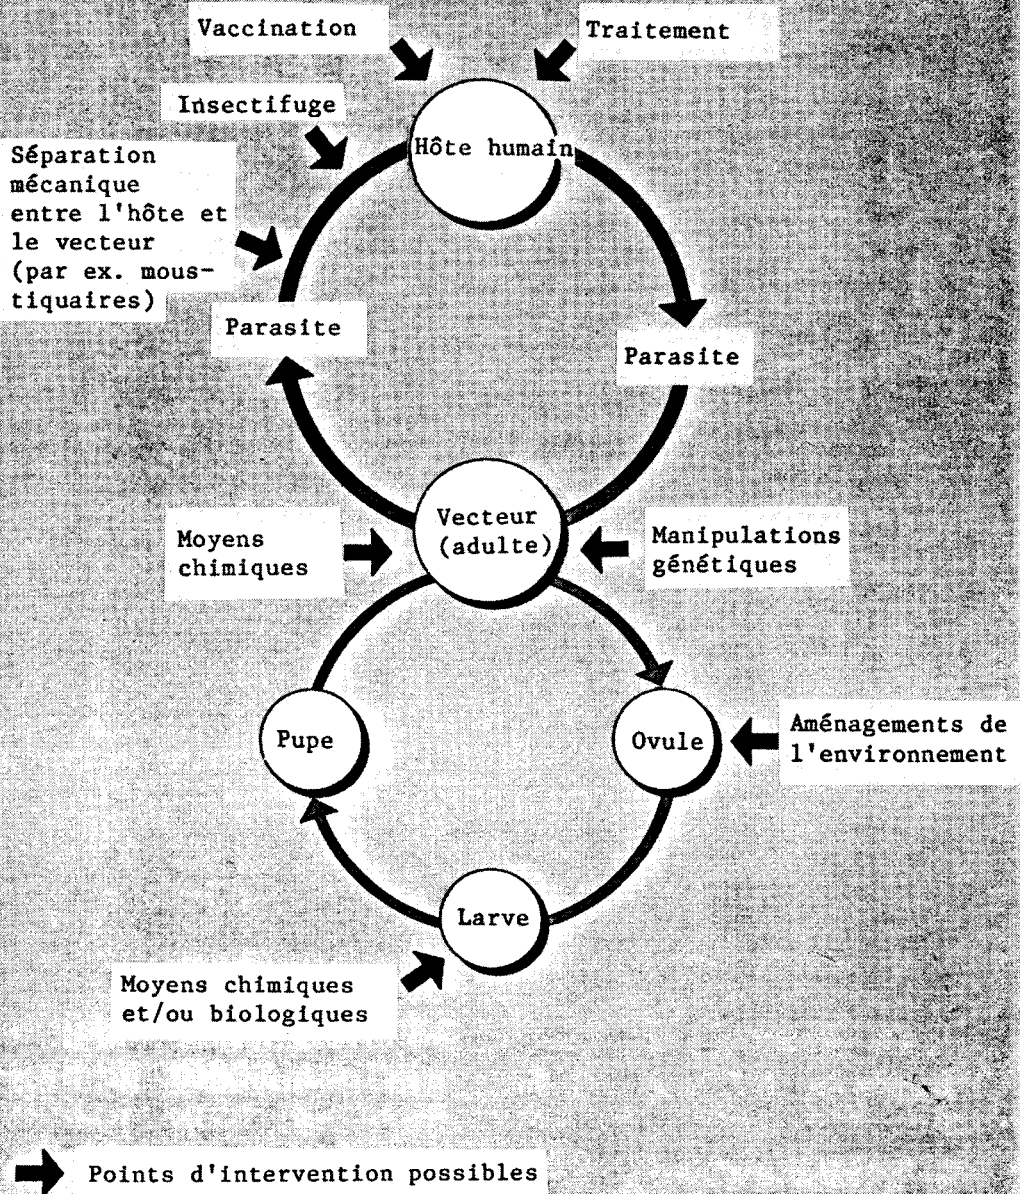 Vaccination
Traitement
Insectifuge
Hôte humain
Séparation
mécanique
entre l'hôte et
le vecteur
(par ex. mous-
tiquaires)
Parasite
Parasite
Vecteur
(adulte)
Moyens
chimiques
Manipulations
génétiques
Pupe
Ovule
Aménagements de
l'environnement
Larve
Moyens chimiques
et/ou biologiques
Points d'intervention possibles